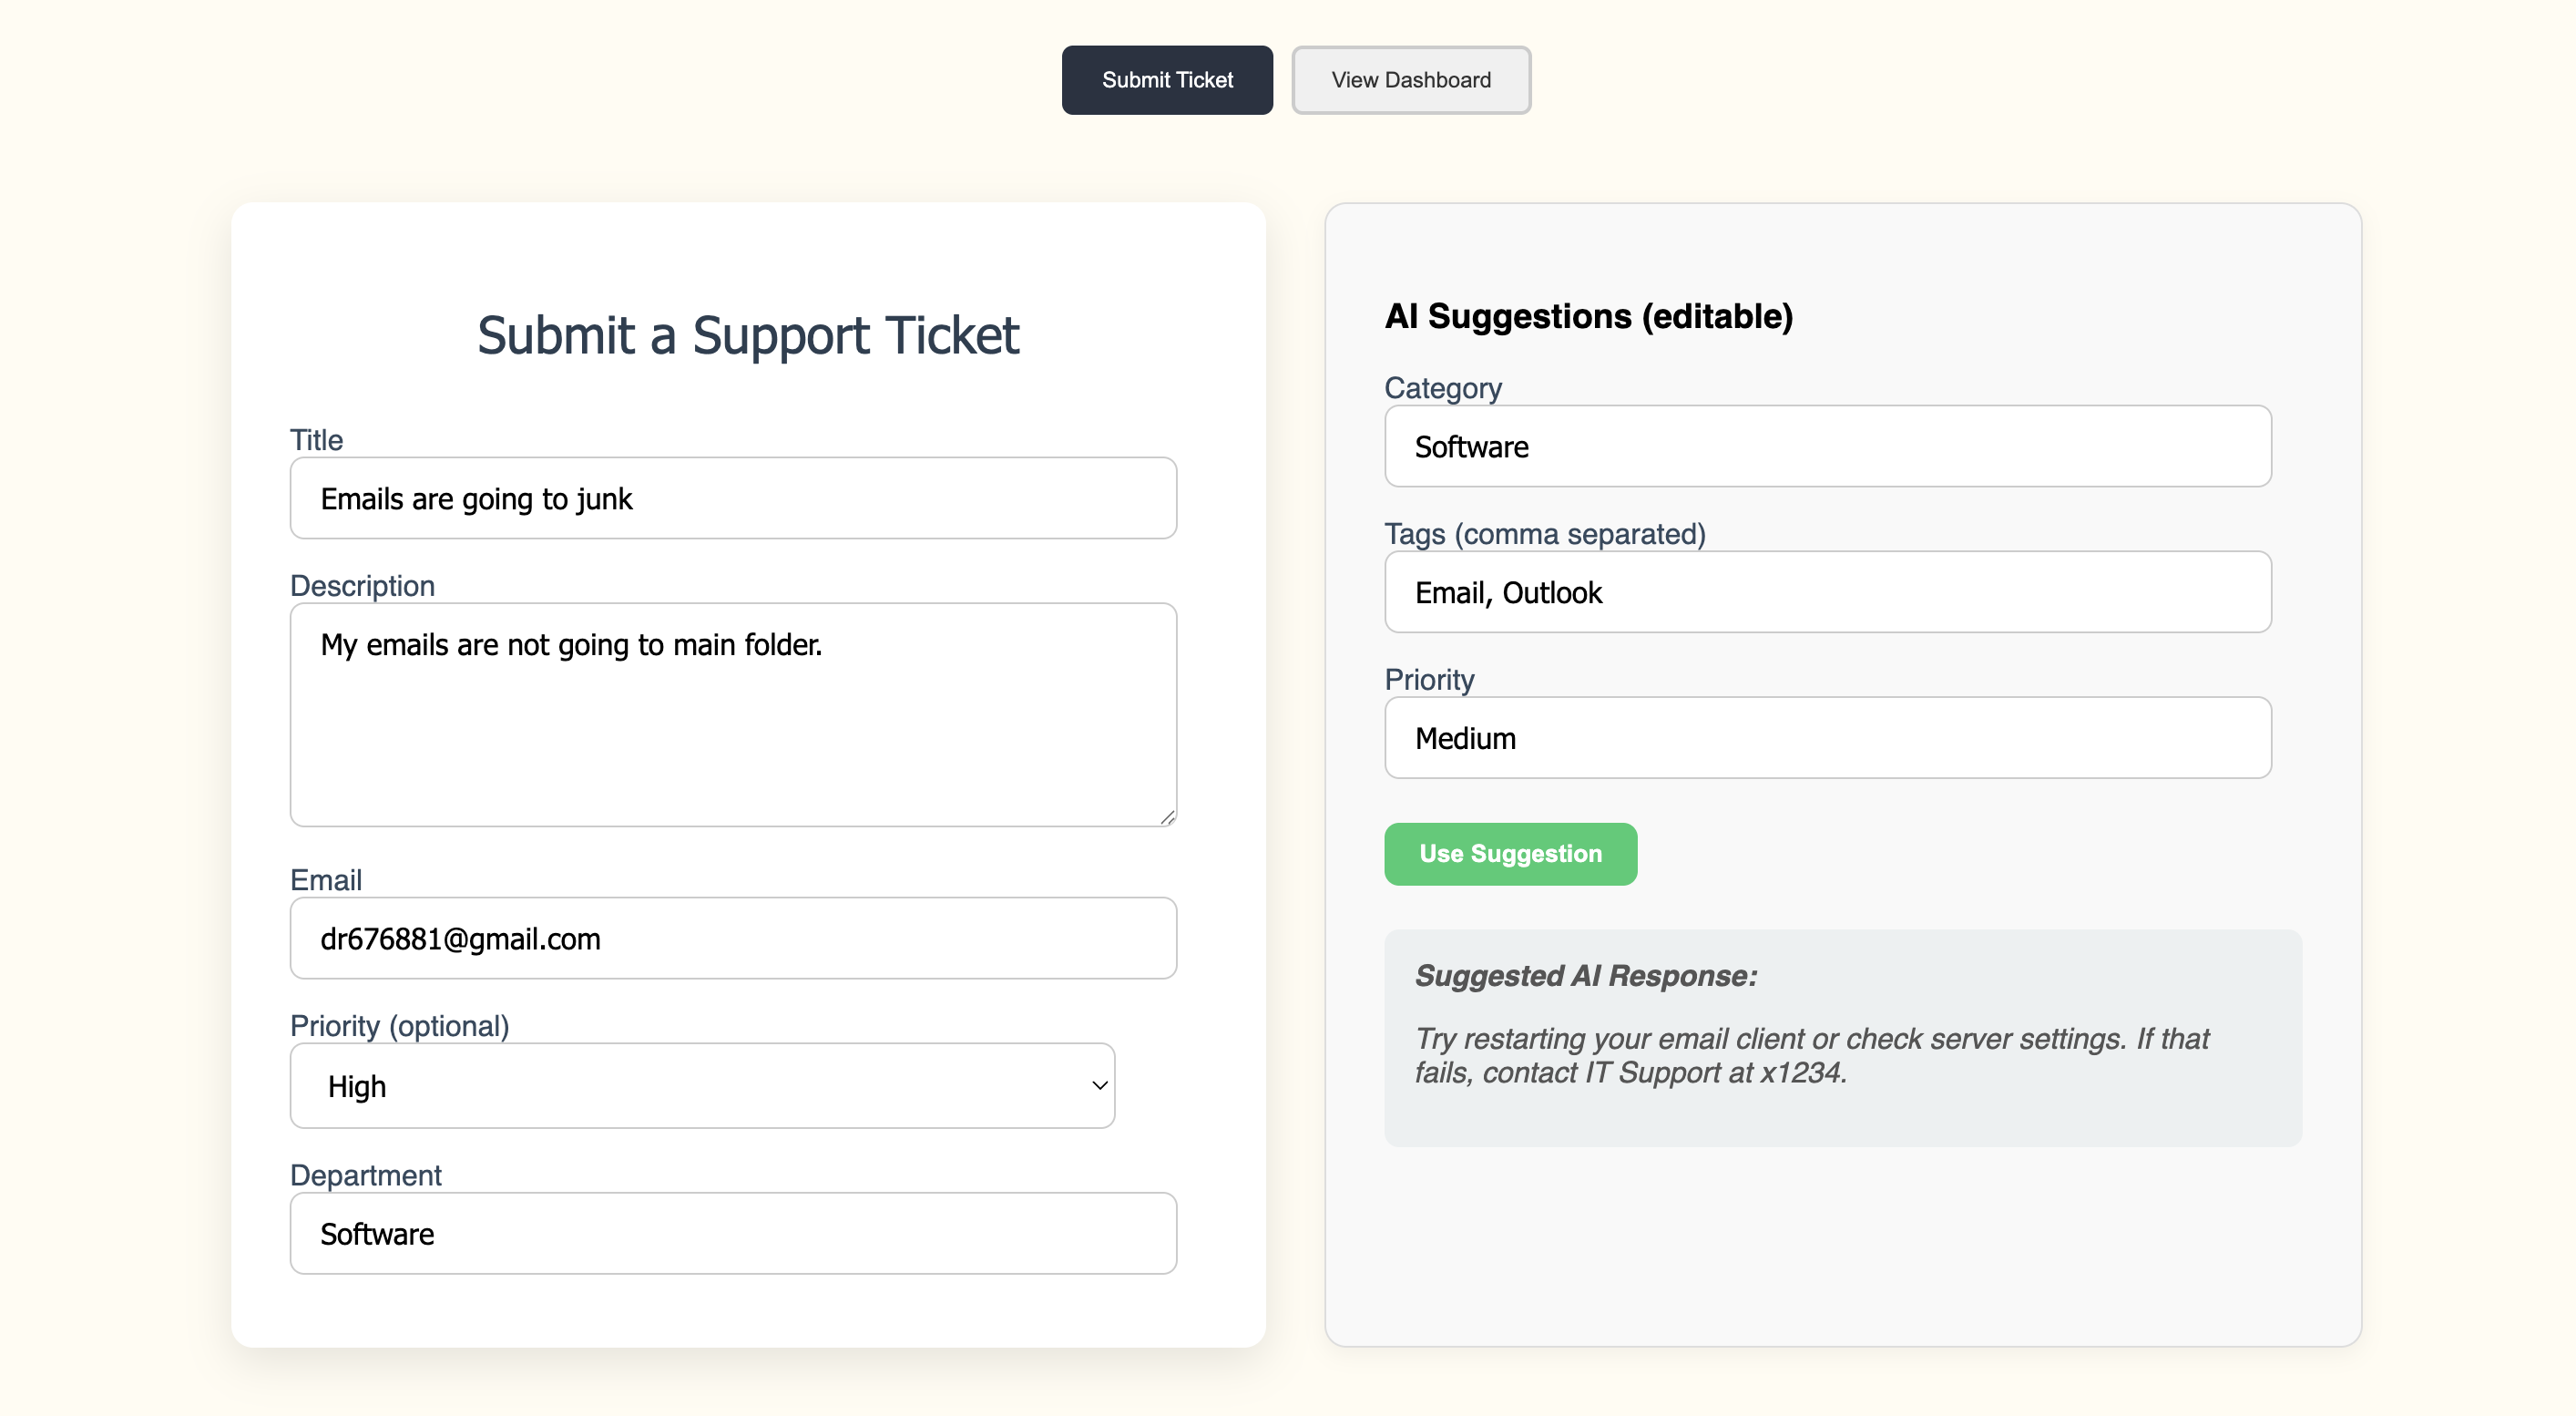 Submit Ticket
View Dashboard
Submit a Support Ticket
Title
Emails are going to junk
Description
My emails are not going to main folder.
Email
dr676881@gmail.com
Priority (optional)
High
Department
Software
AI Suggestions (editable)
Category
Software
Tags (comma separated)
Email, Outlook
Priority
Medium
Use Suggestion
Suggested AI Response:
Try restarting your email client or check server settings. If that
fails, contact IT Support at x1234.